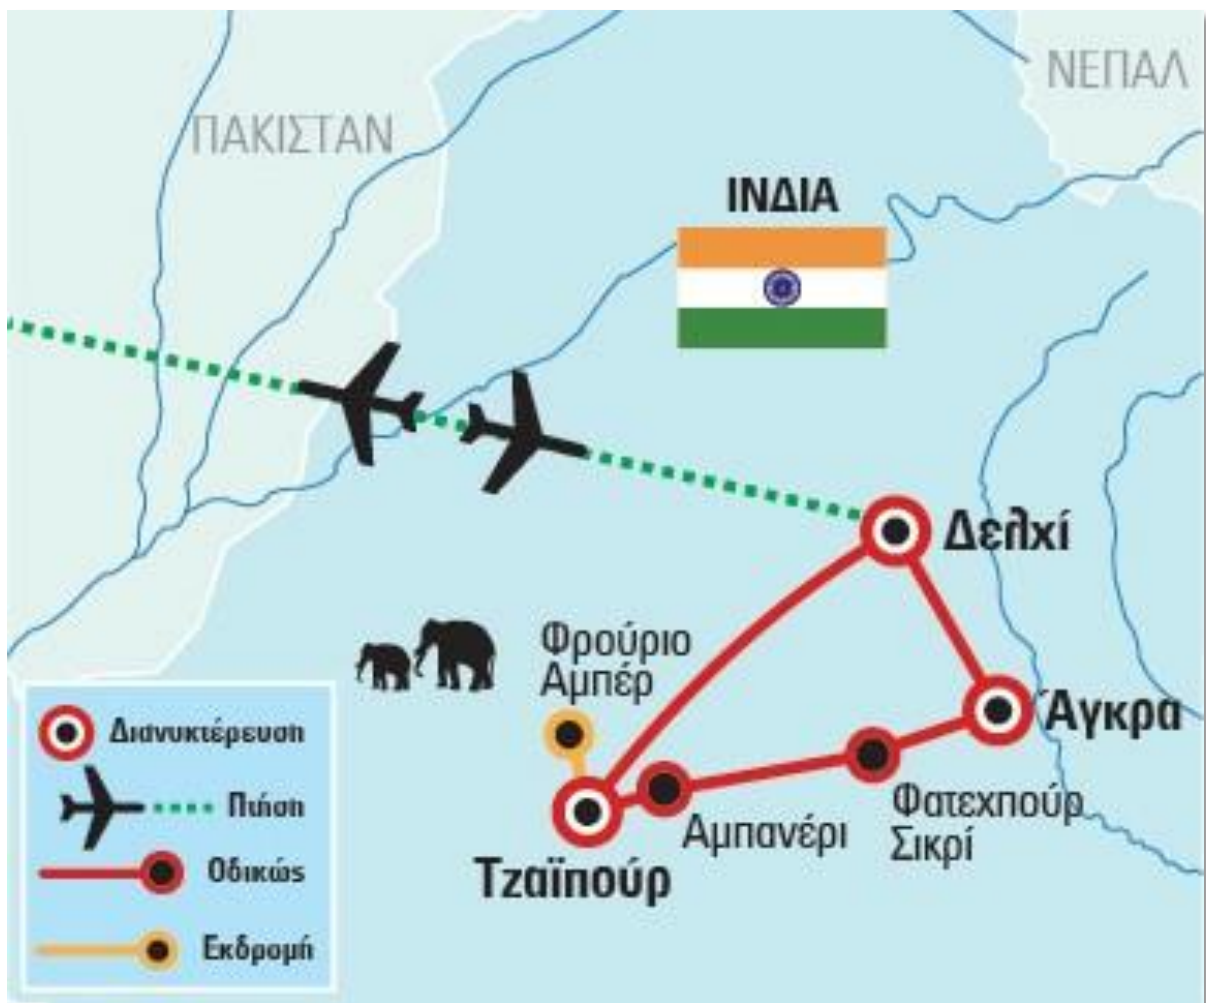 ΝΕΠΑΛ
ΠΑΚΙΣΤΑΝ
ΙΝΔΙΑ
Δελχί
Φρούριο
Αμπέρ
Άγκρα
Φατεχπούρ
Σικρί
Αμπανέρι
Τζαϊπούρ
Διανυκτέρευση
Πτήση
Οδικώς
Εκδρομή